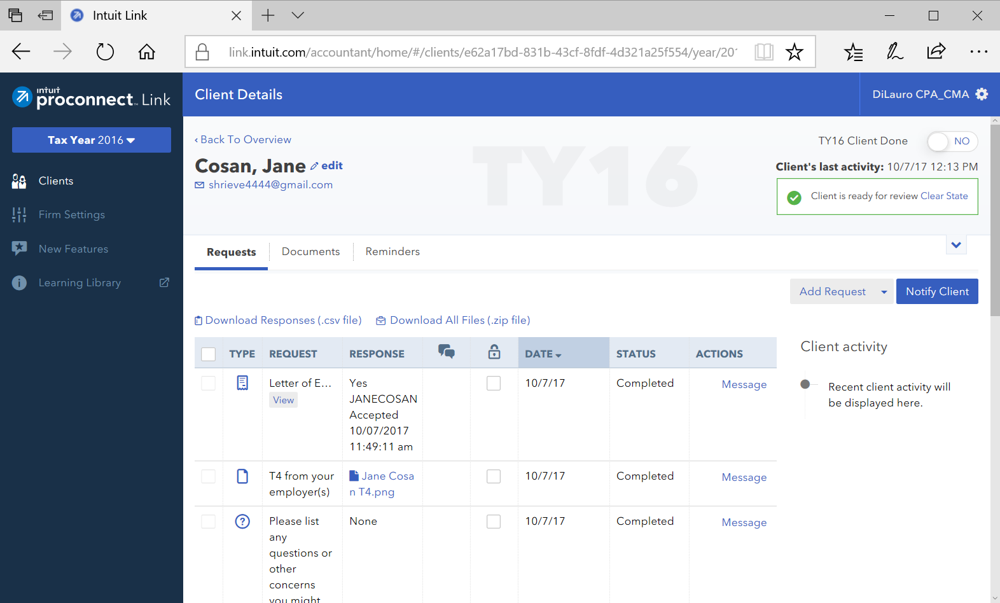 Intuit Link
link.intuit.com/accountant/home/#/clients/e62a17bd-831b-43cf-8fdf-4d321a25f554/year/201
ıntuıt
proconnect™ Link
Client Details
DiLauro CPA_CMA
Tax Year 2016
Clients
Firm Settings
New Features
Learning Library
‹ Back To Overview
TY16
TY16 Client Done
NO
Cosan, Jane edit
shrieve4444@gmail.com
Client's last activity: 10/7/17 12:13 PM
Client is ready for review Clear State
Requests
Documents
Reminders
Add Request
Notify Client
Download Responses (.csv file)
Download All Files (.zip file)
TYPE REQUEST RESPONSE DATE STATUS ACTIONS
Letter of E...
View
Yes
JANECOSAN
Accepted
10/07/2017
11:49:11 am
10/7/17
Completed
Message
T4 from your
employer(s)
Jane Cosa
n T4.png
10/7/17
Completed
Message
Please list
any
questions or
other
concerns
you might
None
10/7/17
Completed
Message
Client activity
Recent client activity will
be displayed here.